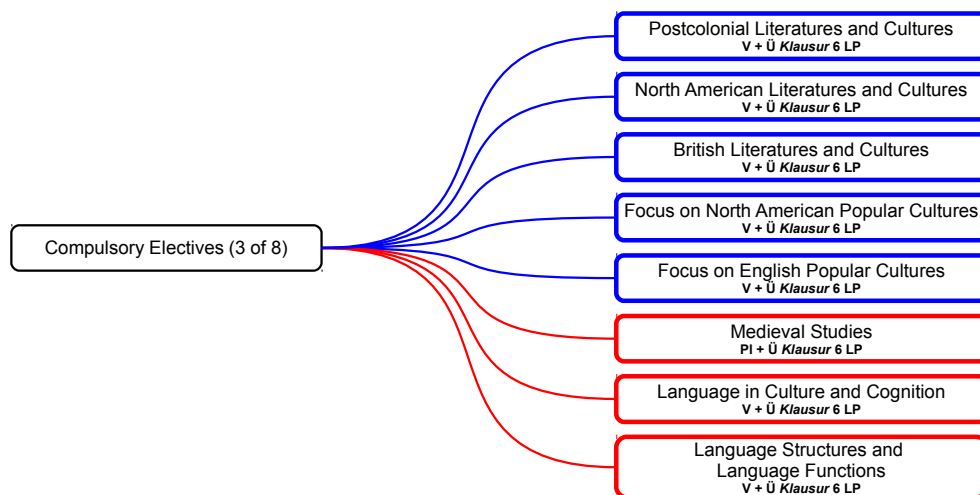 Postcolonial Literatures and Cultures
V + Ü Klausur 6 LP
North American Literatures and Cultures
V + Ü Klausur 6 LP
British Literatures and Cultures
V + Ü Klausur 6 LP
Focus on North American Popular Cultures
V + Ü Klausur 6 LP
Compulsory Electives (3 of 8)
Focus on English Popular Cultures
V + Ü Klausur 6 LP
Medieval Studies
PI + Ü Klausur 6 LP
Language in Culture and Cognition
V + Ü Klausur 6 LP
Language Structures and
Language Functions
V + Ü Klausur 6 LP